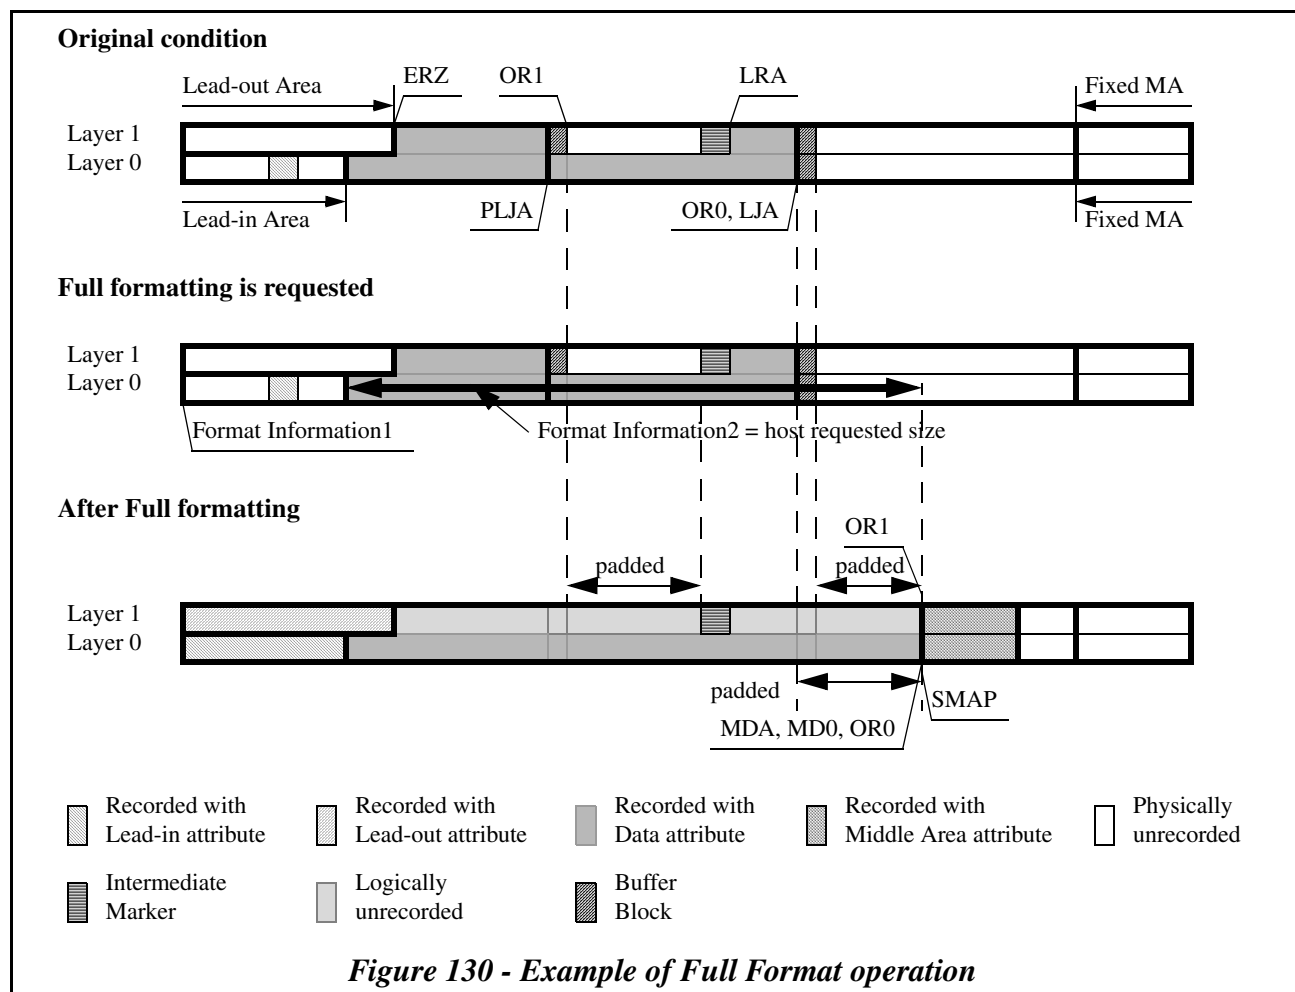 Original condition
Lead-out Area
ERZ
OR1
LRA
Fixed MA
Layer 1
Layer 0
Lead-in Area
PLJA
OR0, LJA
Fixed MA
Full formatting is requested
Layer 1
Layer 0
Format Information1
Format Information2 = host requested size
After Full formatting
OR1
padded
padded
Layer 1
Layer 0
padded
SMAP
MDA, MD0, OR0
Recorded with
Lead-in attribute
Recorded with
Lead-out attribute
Recorded with
Data attribute
Recorded with
Middle Area attribute
Physically
unrecorded
Intermediate
Marker
Logically
unrecorded
Buffer
Block
Figure 130 - Example of Full Format operation